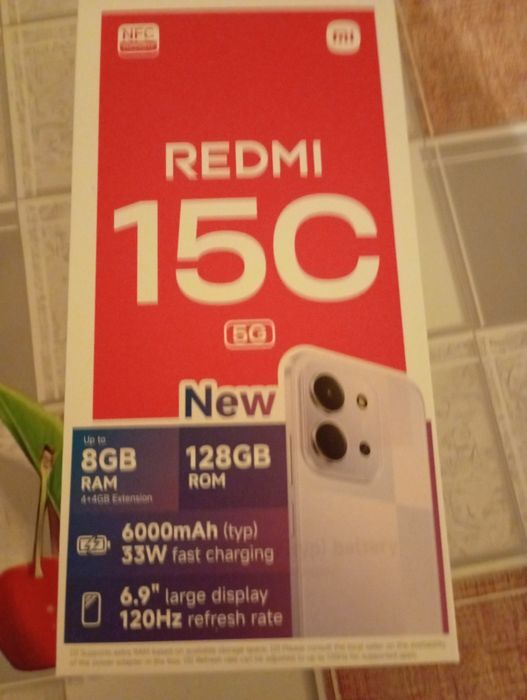 NFC
mi
REDMI
15C
5G
New
Up to
8GB
RAM
4+4GB Extension
128GB
ROM
6000mAh (typ)
33W fast charging
6.9" large display
120Hz refresh rate